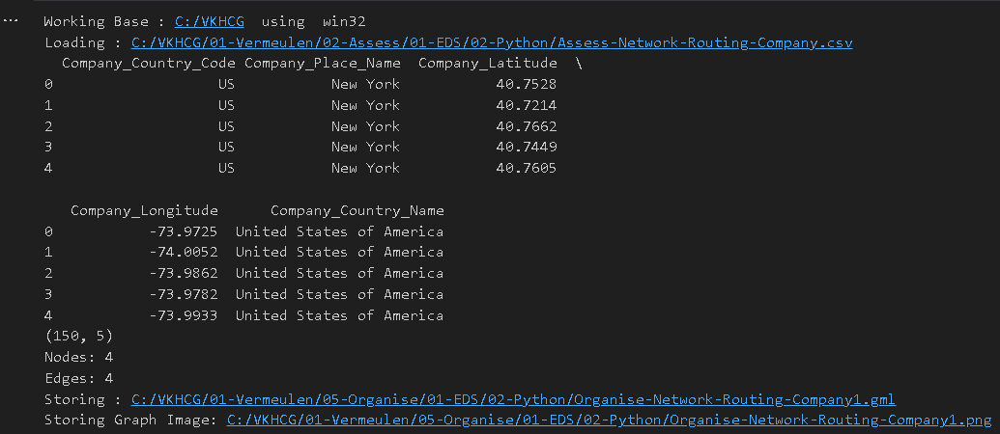 ...
Working Base : C:/VKHCG  using  win32
Loading : C:/VKHCG/01-Vermeulen/02-Assess/01-EDS/02-Python/Assess-Network-Routing-Company.csv
  Company_Country_Code Company_Place_Name  Company_Latitude  \
0                   US           New York           40.7528
1                   US           New York           40.7214
2                   US           New York           40.7662
3                   US           New York           40.7449
4                   US           New York           40.7605
   Company_Longitude      Company_Country_Name
0           -73.9725  United States of America
1           -74.0052  United States of America
2           -73.9862  United States of America
3           -73.9782  United States of America
4           -73.9933  United States of America
(150, 5)
Nodes: 4
Edges: 4
Storing : C:/VKHCG/01-Vermeulen/05-Organise/01-EDS/02-Python/Organise-Network-Routing-Company1.gml
Storing Graph Image: C:/VKHCG/01-Vermeulen/05-Organise/01-EDS/02-Python/Organise-Network-Routing-Company1.png